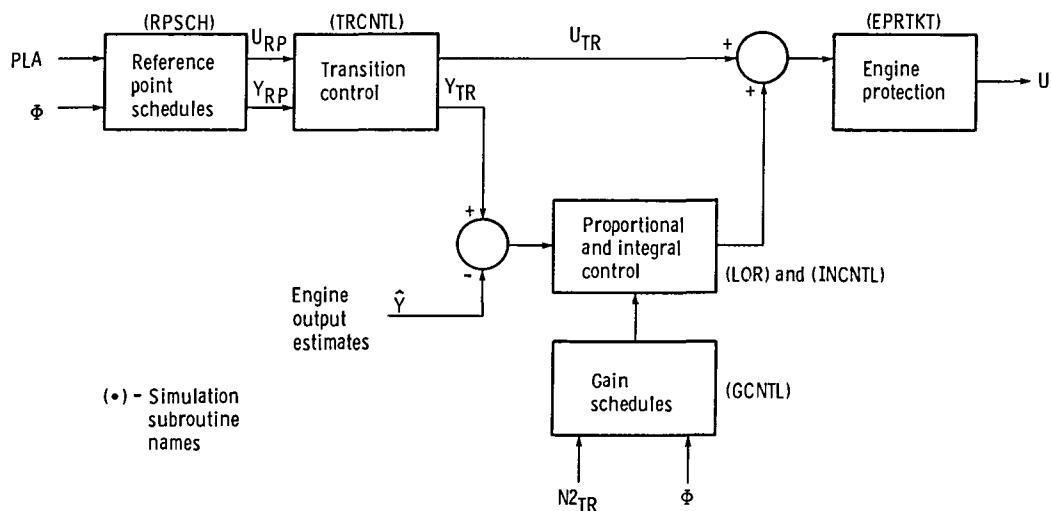 (RPSCH)
(TRCNTL)
(EPRTKT)
PLA
Φ
Reference
point
schedules
U_RP
Y_RP
Transition
control
U_TR
Y_TR
+
+
Engine
protection
U
+
-
Proportional
and integral
control
(LQR) and (INCNTL)
Engine
output
estimates
Ŷ
Gain
schedules
(GCNTL)
(•) - Simulation
subroutine
names
N2_TR
Φ